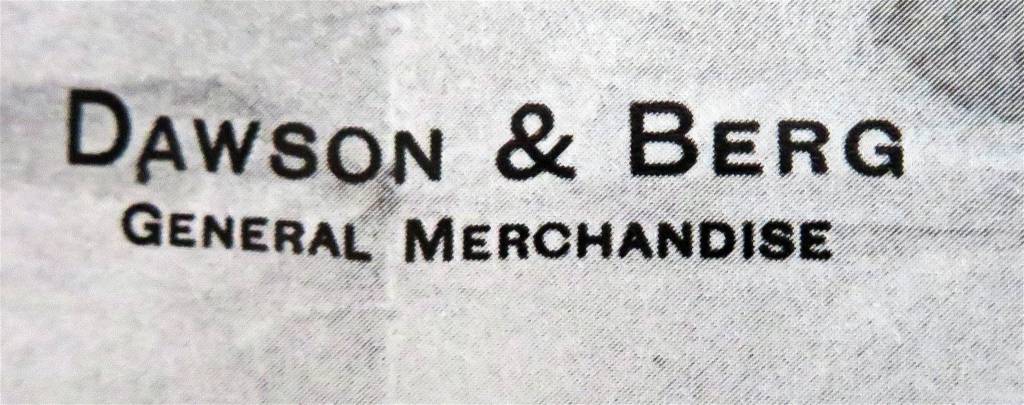 DAWSON & BERG
GENERAL MERCHANDISE